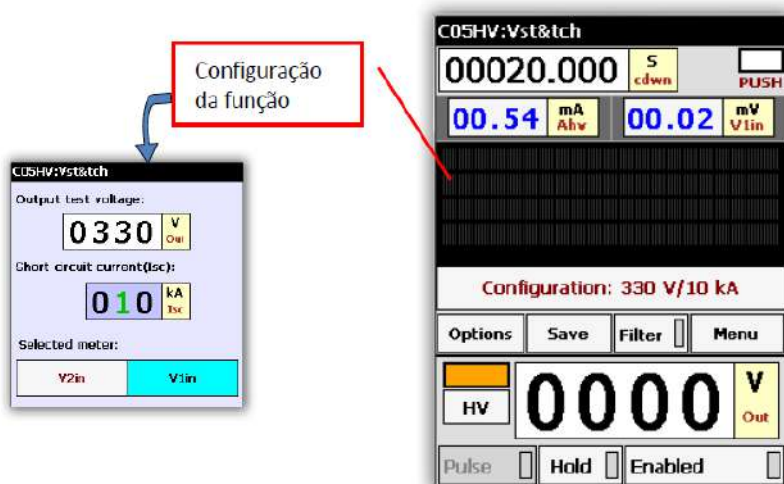 Configuração
da função
C05HV:Vst&tch
Output test voltage:
0330 V Out
Short circuit current(Isc):
010 kA Isc
Selected meter:
V2in V1in
C05HV:Vst&tch
00020.000 S cdwn PUSH
00.54 mA Ahv 00.02 mV V1in
Configuration: 330 V/10 kA
Options Save Filter Menu
HV 0000 V Out
Pulse Hold Enabled